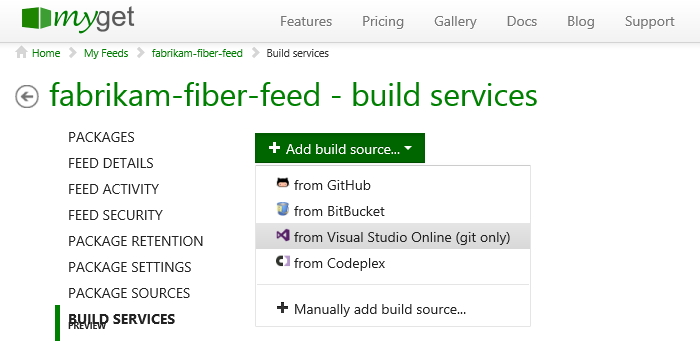 myget Features Pricing Gallery Docs Blog Support
Home My Feeds fabrikam-fiber-feed Build services
fabrikam-fiber-feed - build services
PACKAGES
FEED DETAILS
FEED ACTIVITY
FEED SECURITY
PACKAGE RETENTION
PACKAGE SETTINGS
PACKAGE SOURCES
BUILD SERVICES
PREVIEW
Add build source...
from GitHub
from BitBucket
from Visual Studio Online (git only)
from Codeplex
Manually add build source...